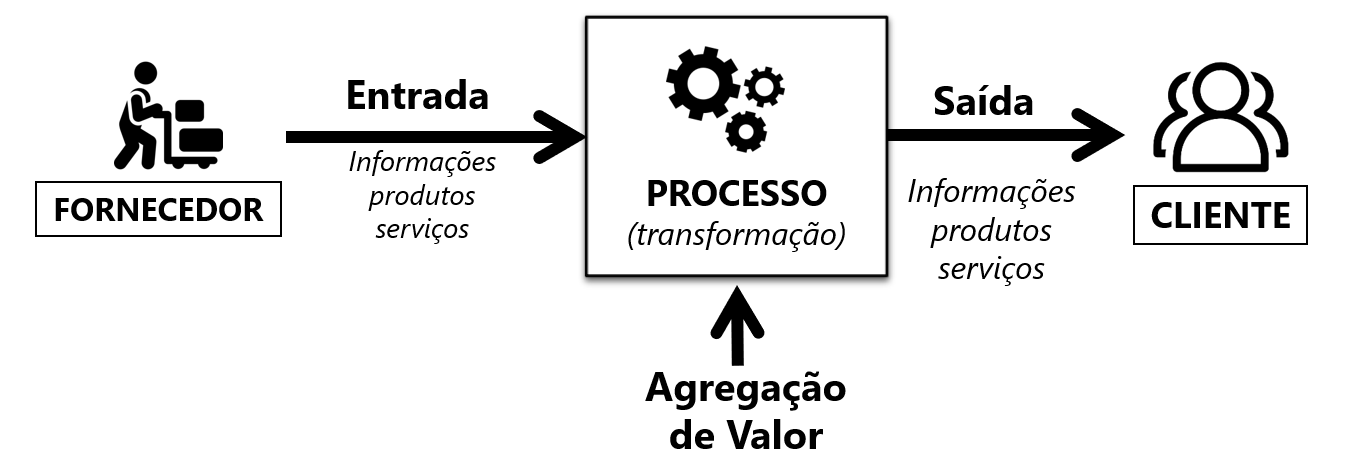 FORNECEDOR
Entrada
Informações
produtos
serviços
PROCESSO
(transformação)
Agregação
de Valor
Saída
Informações
produtos
serviços
CLIENTE